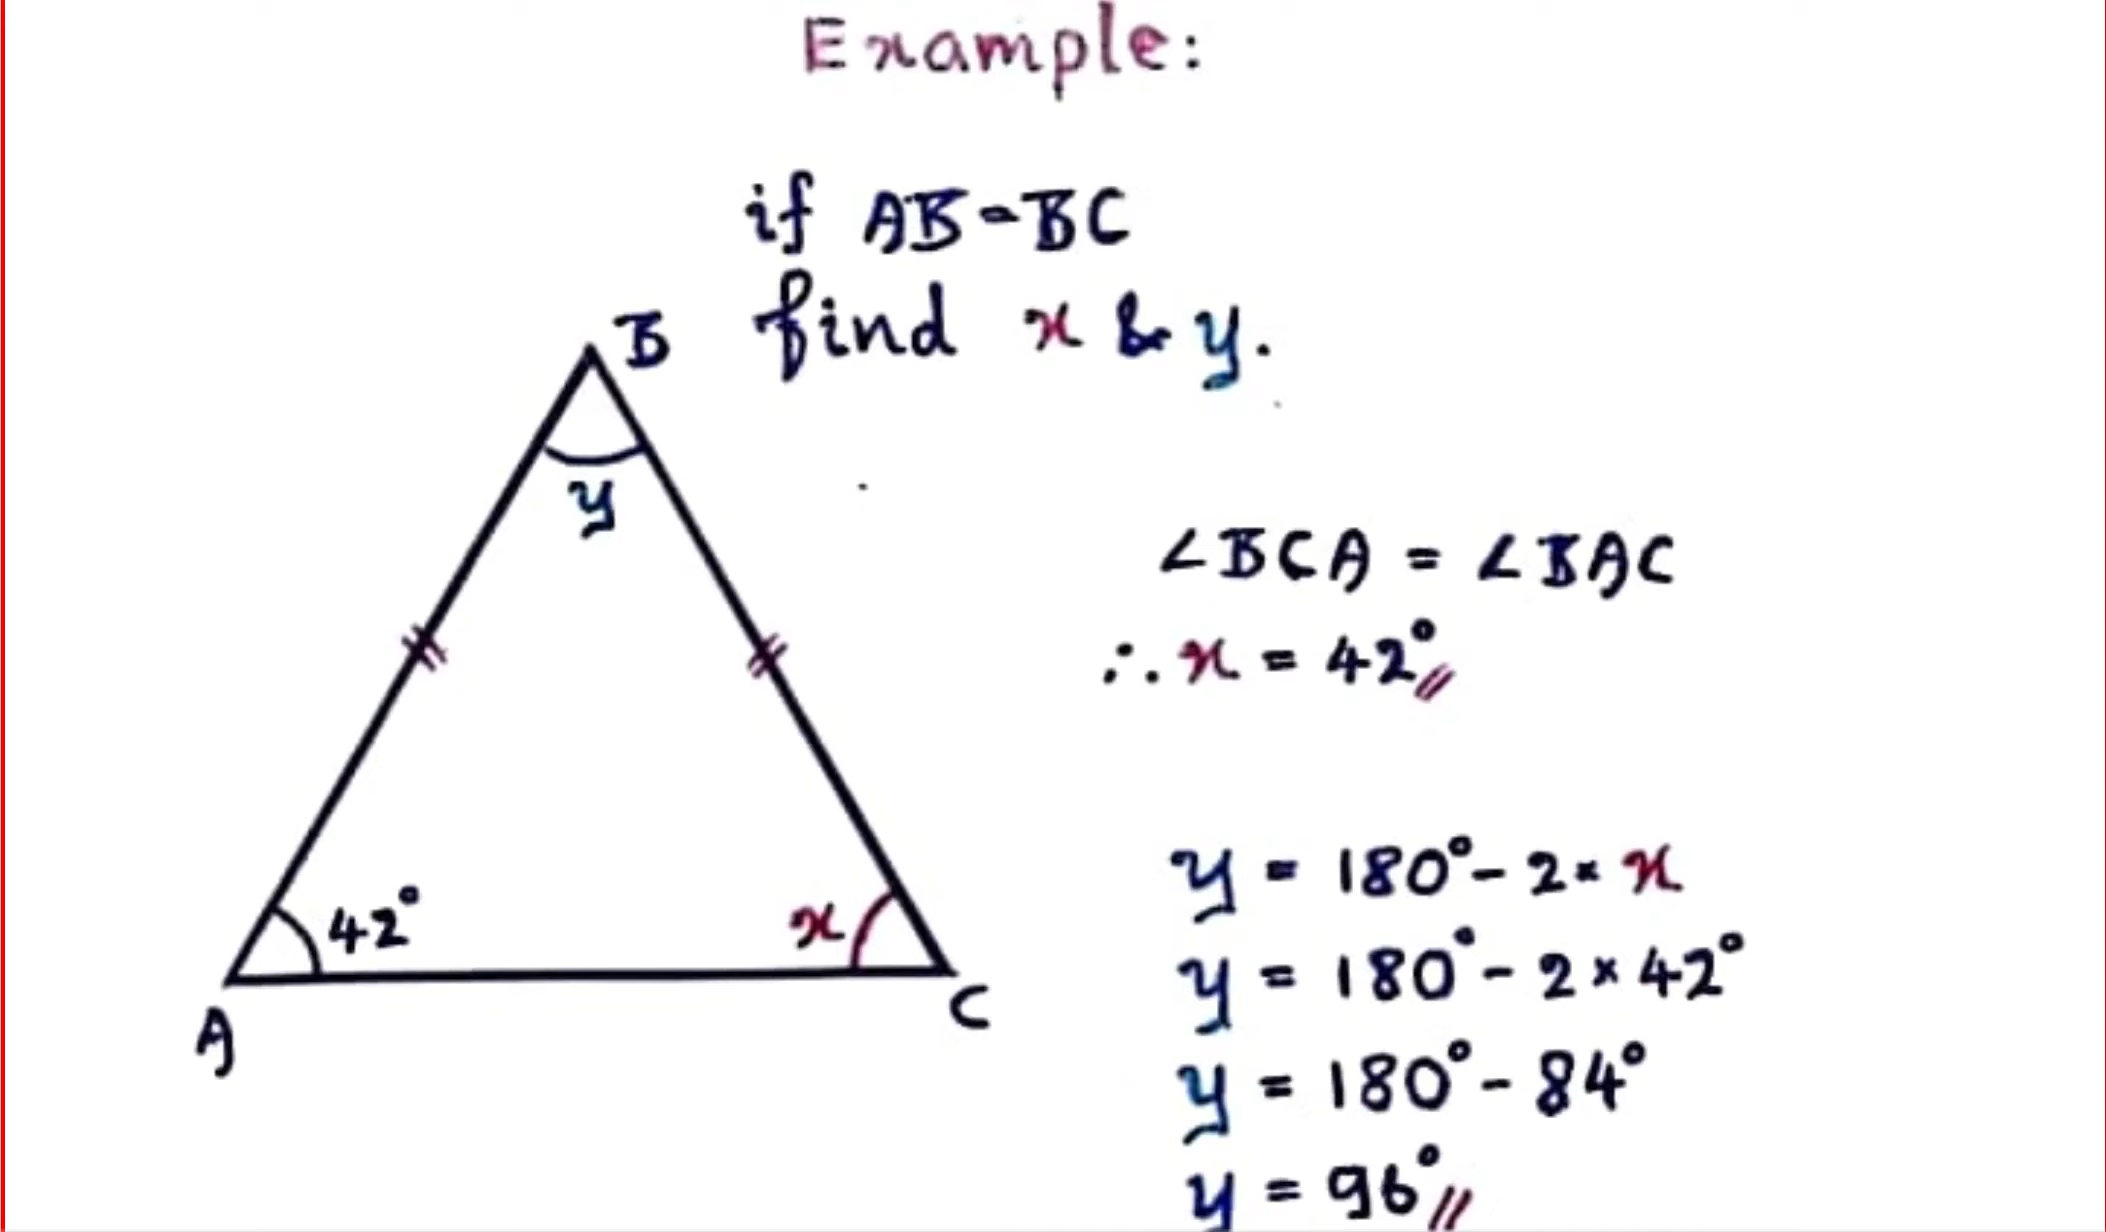 Example:
if AB=BC
find x & y.
B
y
∠BCA = ∠BAC
∴ x = 42°
y = 180° - 2 × x
42°
x
y = 180° - 2 × 42°
A
C
y = 180° - 84°
y = 96°